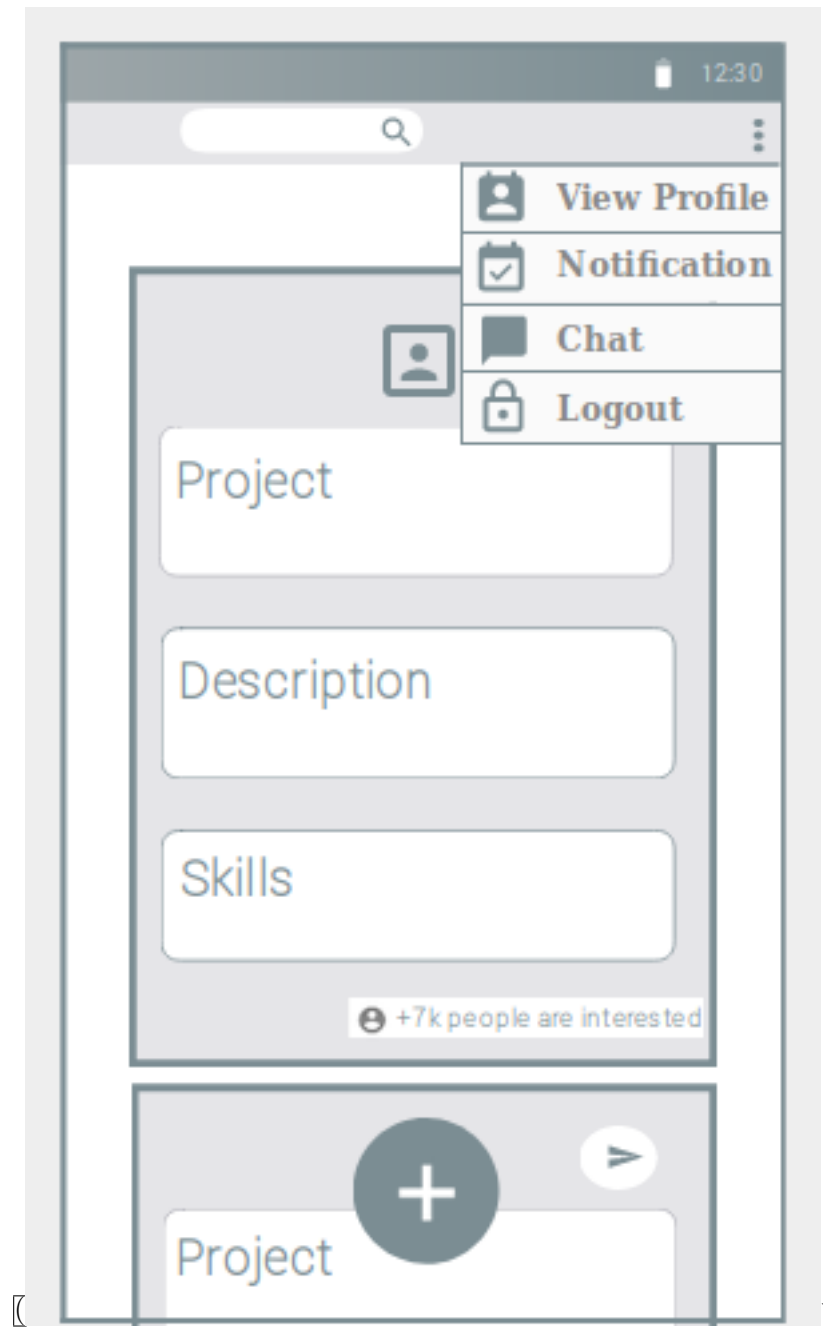 12:30
View Profile
Notification
Chat
Logout
Project
Description
Skills
+7k people are interested
Project
(